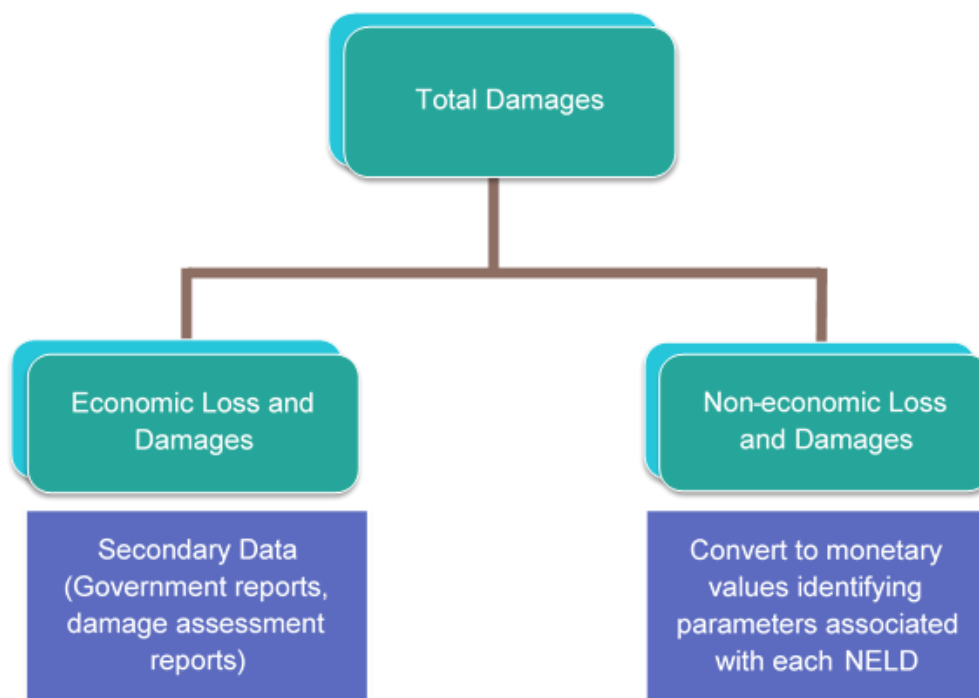 Total Damages
Economic Loss and
Damages
Non-economic Loss
and Damages
Secondary Data
(Government reports,
damage assessment
reports)
Convert to monetary
values identifying
parameters associated
with each NELD